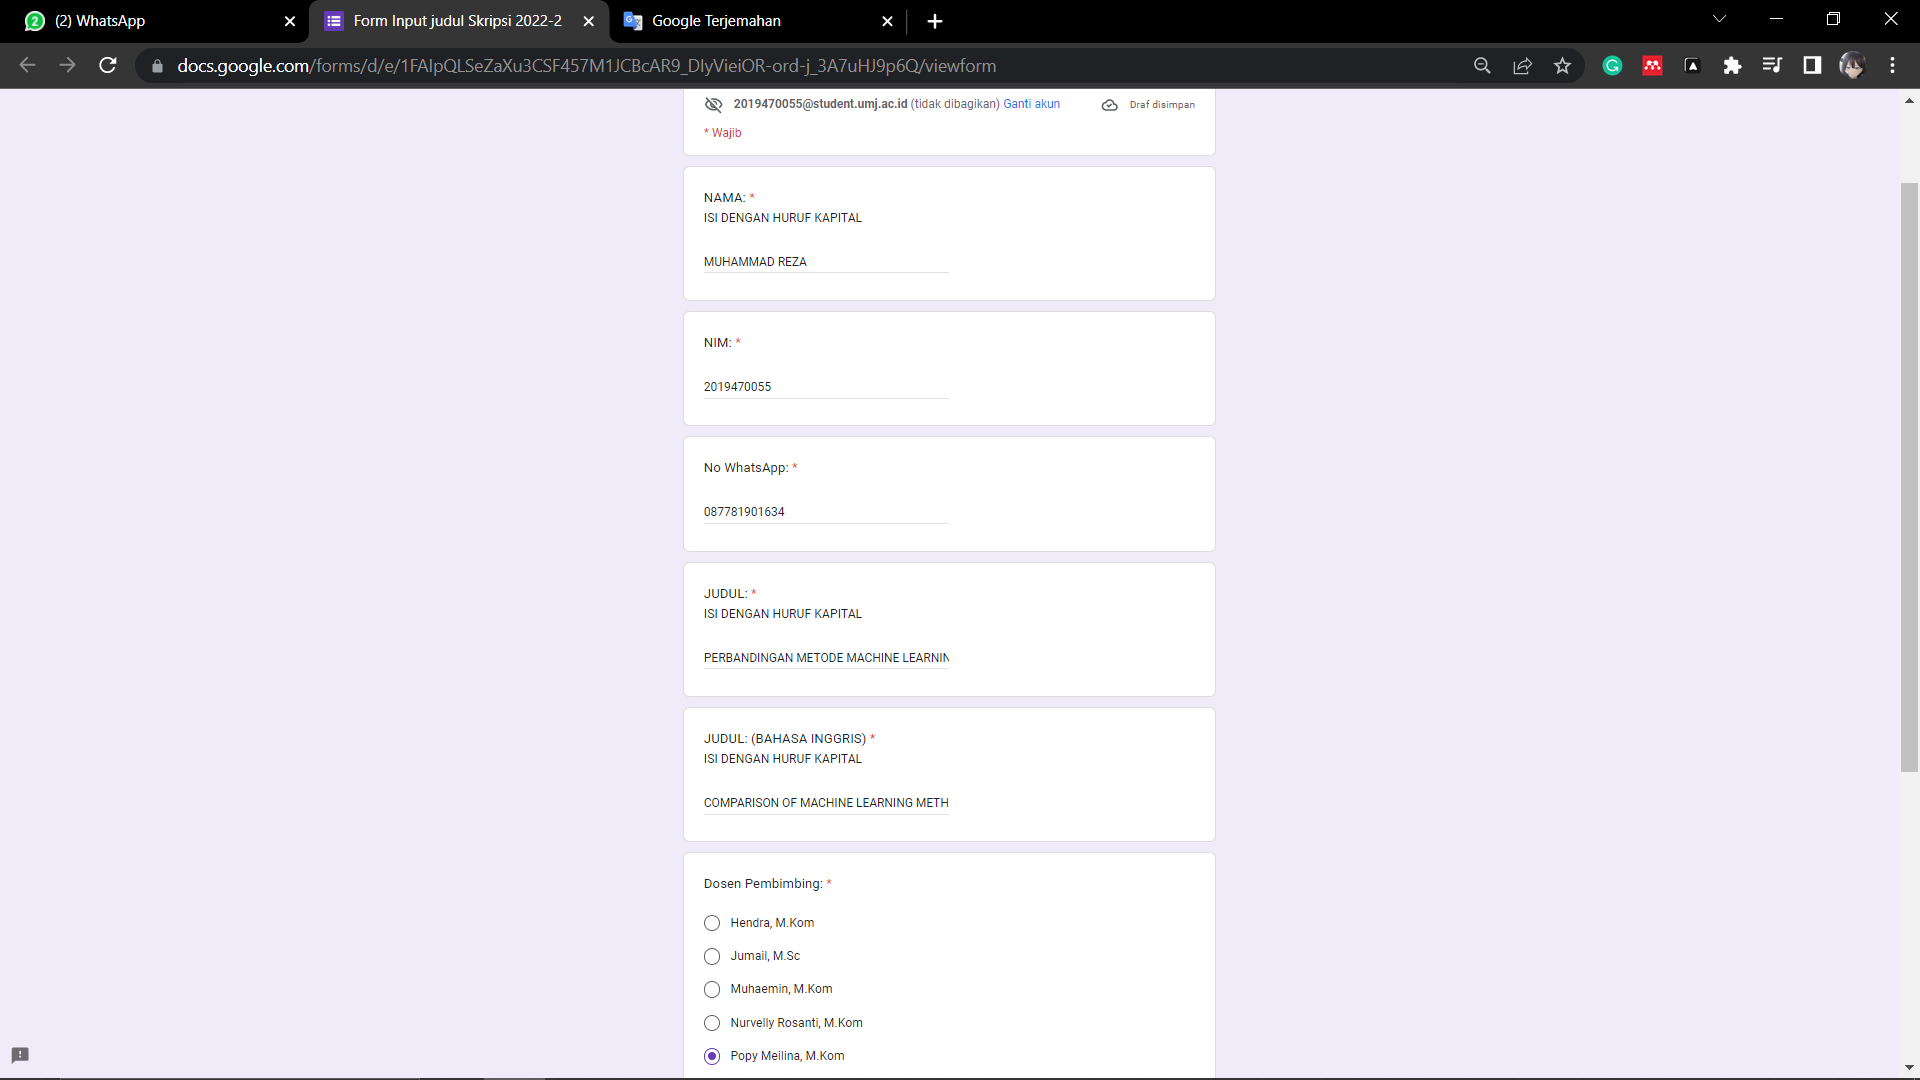 (2) WhatsApp
Form Input judul Skripsi 2022-2
Google Terjemahan
docs.google.com/forms/d/e/1FAIpQLSeZaXu3CSF457M1JCBcAR9_DIyVieiOR-ord-j_3A7uHJ9p6Q/viewform
2019470055@student.umj.ac.id (tidak dibagikan) Ganti akun
Draf disimpan
* Wajib
NAMA: *
ISI DENGAN HURUF KAPITAL
MUHAMMAD REZA
NIM: *
2019470055
No WhatsApp: *
087781901634
JUDUL: *
ISI DENGAN HURUF KAPITAL
PERBANDINGAN METODE MACHINE LEARNIN
JUDUL: (BAHASA INGGRIS) *
ISI DENGAN HURUF KAPITAL
COMPARISON OF MACHINE LEARNING METH
Dosen Pembimbing: *
Hendra, M.Kom
Jumail, M.Sc
Muhaemin, M.Kom
Nurvelly Rosanti, M.Kom
Popy Meilina, M.Kom